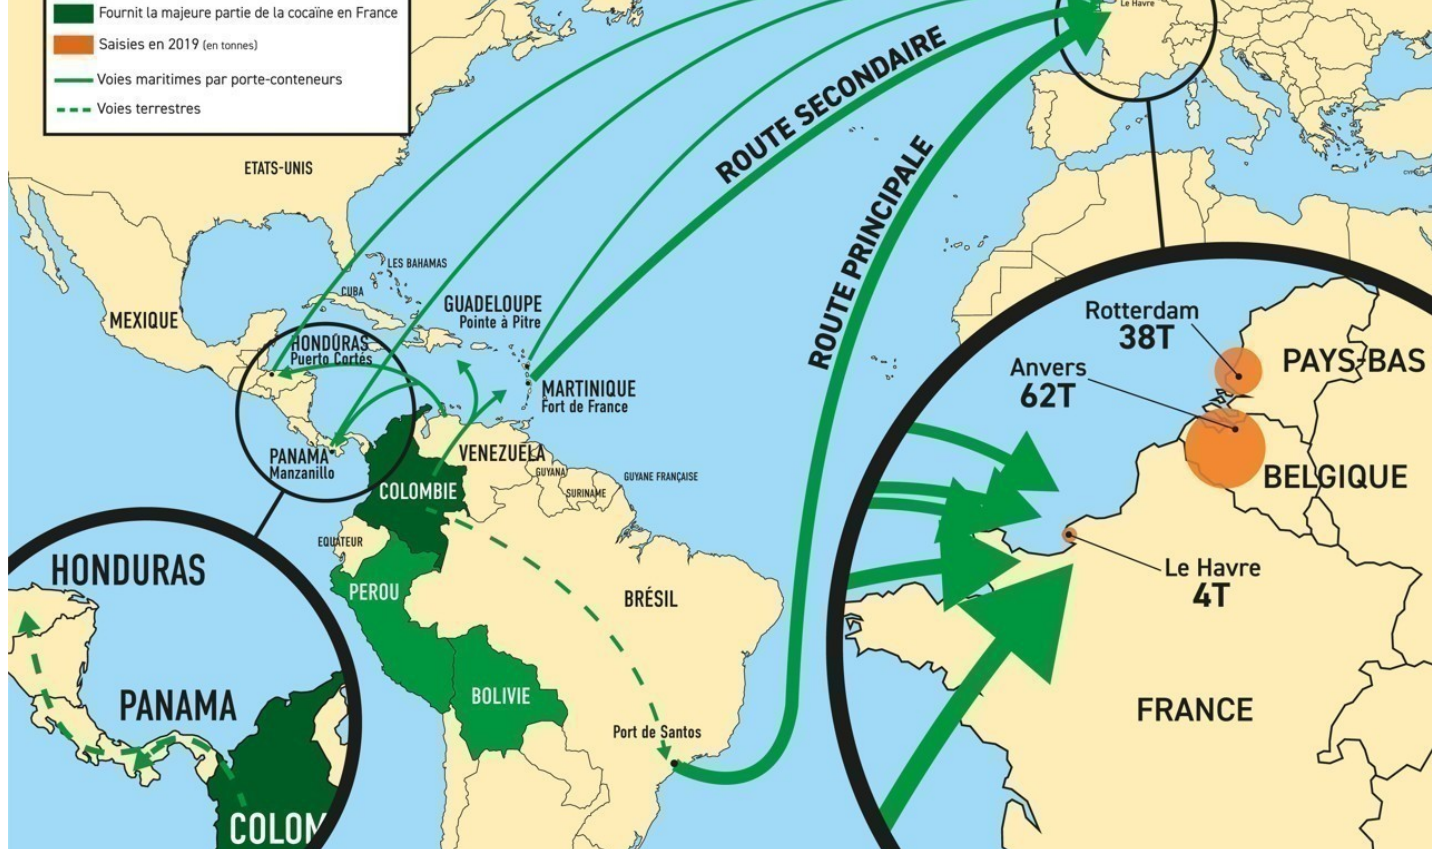 Fournit la majeure partie de la cocaïne en France
Saisies en 2019 (en tonnes)
Voies maritimes par porte-conteneurs
Voies terrestres
Le Havre
ROUTE SECONDAIRE
ROUTE PRINCIPALE
ETATS-UNIS
CYPRUS
LES BAHAMAS
CUBA
MEXIQUE
GUADELOUPE
Pointe à Pitre
HONDURAS
Puerto Cortés
MARTINIQUE
Fort de France
PANAMA
Manzanillo
VENEZUELA
GUYANA
SURINAME
GUYANE FRANÇAISE
COLOMBIE
EQUATEUR
PEROU
BRÉSIL
BOLIVIE
Port de Santos
HONDURAS
PANAMA
COLOM
Rotterdam
38T
PAYS-BAS
Anvers
62T
BELGIQUE
Le Havre
4T
FRANCE